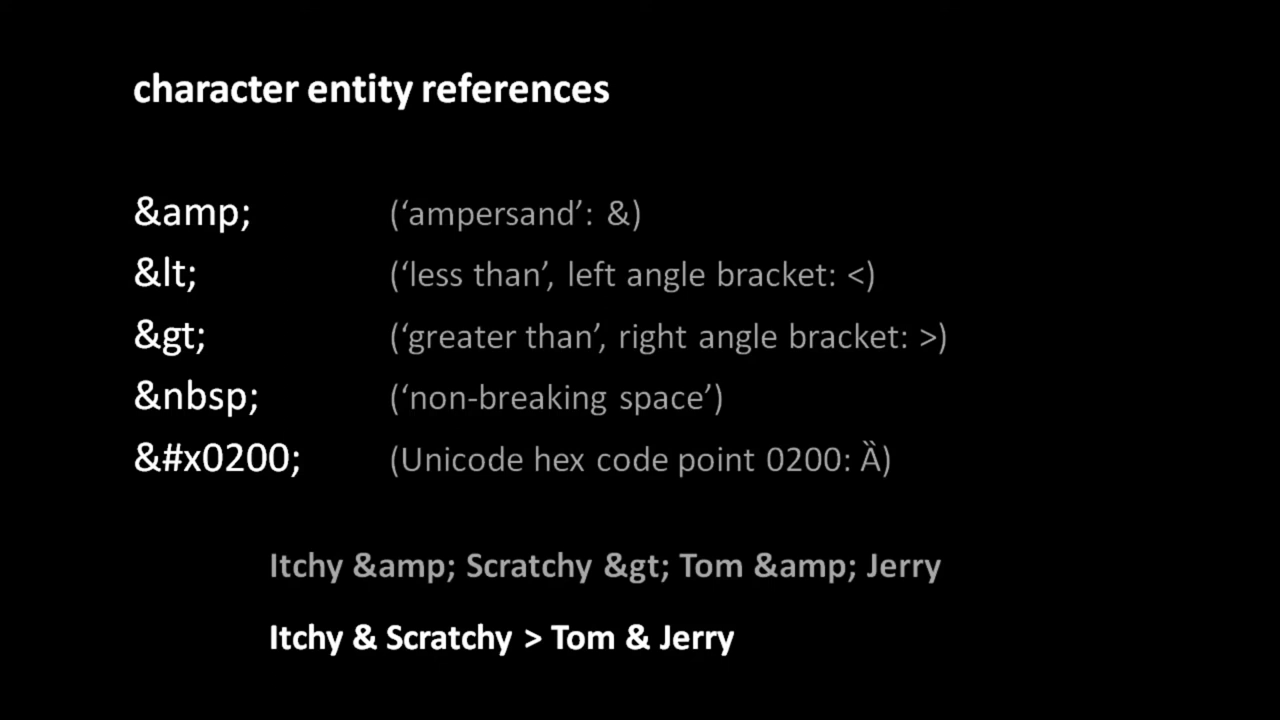 character entity references
&amp; (‘ampersand’: &)
&lt; (‘less than’, left angle bracket: <)
&gt; (‘greater than’, right angle bracket: >)
&nbsp; (‘non-breaking space’)
&#x0200; (Unicode hex code point 0200: Ȁ)
Itchy &amp; Scratchy &gt; Tom &amp; Jerry
Itchy & Scratchy > Tom & Jerry